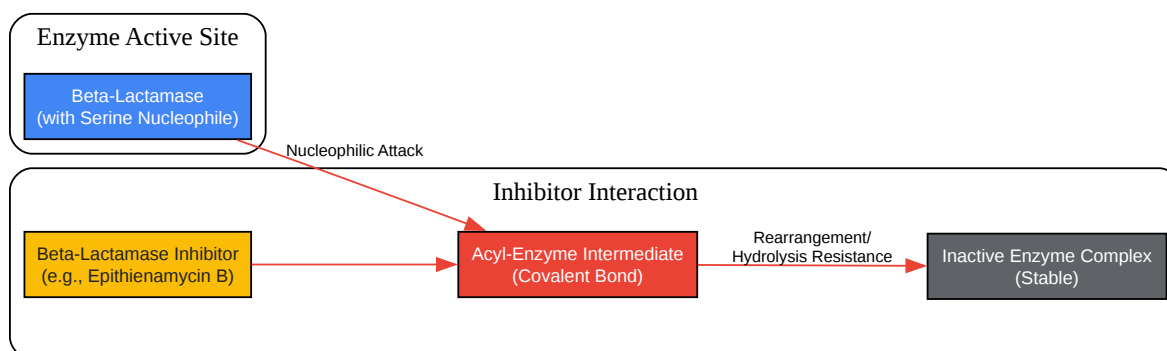 Enzyme Active Site
Beta-Lactamase
(with Serine Nucleophile)
Nucleophilic Attack
Inhibitor Interaction
Beta-Lactamase Inhibitor
(e.g., Epithienamycin B)
Acyl-Enzyme Intermediate
(Covalent Bond)
Rearrangement/
Hydrolysis Resistance
Inactive Enzyme Complex
(Stable)